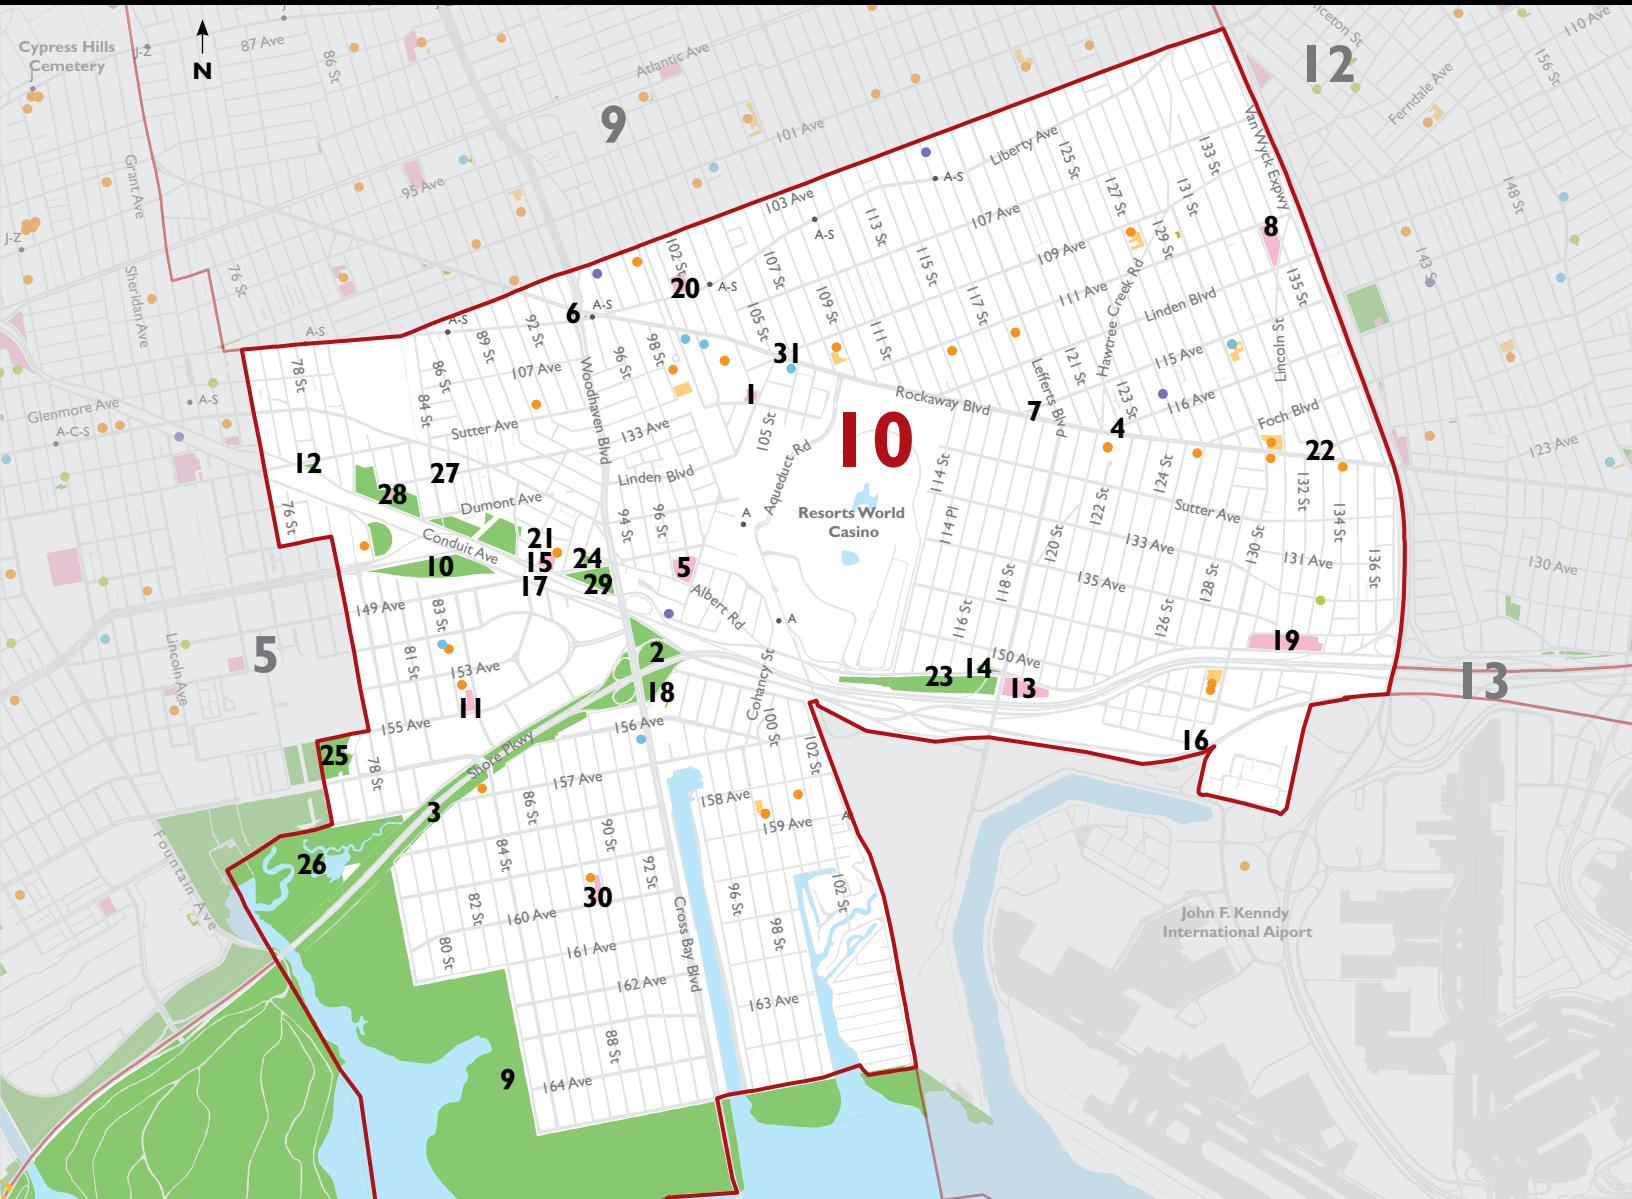 Cypress Hills
Cemetery
J-Z
J
N
87 Ave
86 St
Atlantic Ave
9
101 Ave
12
Ferndale Ave
110 Ave
156 St
148 St
143 S
Grant Ave
95 Ave
J-Z
76 St
Sheridan Ave
Van Wyck Expwy
Liberty Ave
125 St
133 St
127 St
131 St
129 St
A-S
103 Ave
A-S
113 St
107 Ave
115 St
109 Ave
8
135 St
102 St
20
A-S
107 St
109 St
105 St
117 St
111 Ave
Hawtree Creek Rd
Linden Blvd
Lincoln St
6
A-S
A-S
A-S
89 St
92 St
96 St
98 St
31
111 St
115 Ave
121 St
123 St
78 St
86 St
84 St
107 Ave
Woodhaven Blvd
1
Rockaway Blvd
Lefferts Blv
7
4
116 Ave
Foch Blvd
22
Glenmore Ave
A-S
A-C-S
Sutter Ave
133 Ave
105 St
Aqueduct Rd
10
114 St
123 Ave
12
27
28
Dumont Ave
Linden Blvd
76 St
94 St
96 St
A
Resorts World
Casino
114 Pl
122 St
124 St
Sutter Ave
132 St
134 St
Conduit Ave
10
21
15
17
24
29
5
Albert Rd
A
120 St
133 Ave
130 St
131 Ave
136 St
130 Ave
149 Ave
83 St
118 St
135 Ave
128 St
126 St
116 St
5
Lincoln Ave
81 St
153 Ave
2
18
Cohancy St
23
14
150 Ave
13
19
13
11
155 Ave
156 Ave
100 St
102 St
16
25
78 St
Shore Pkwy
3
157 Ave
86 St
158 Ave
159 Ave
A
Fountain Ave
26
84 St
90 St
92 St
82 St
30
160 Ave
96 St
98 St
102 St
John F. Kenndy
International Aiport
80 St
161 Ave
Cross Bay Blvd
162 Ave
163 Ave
88 St
9
164 Ave